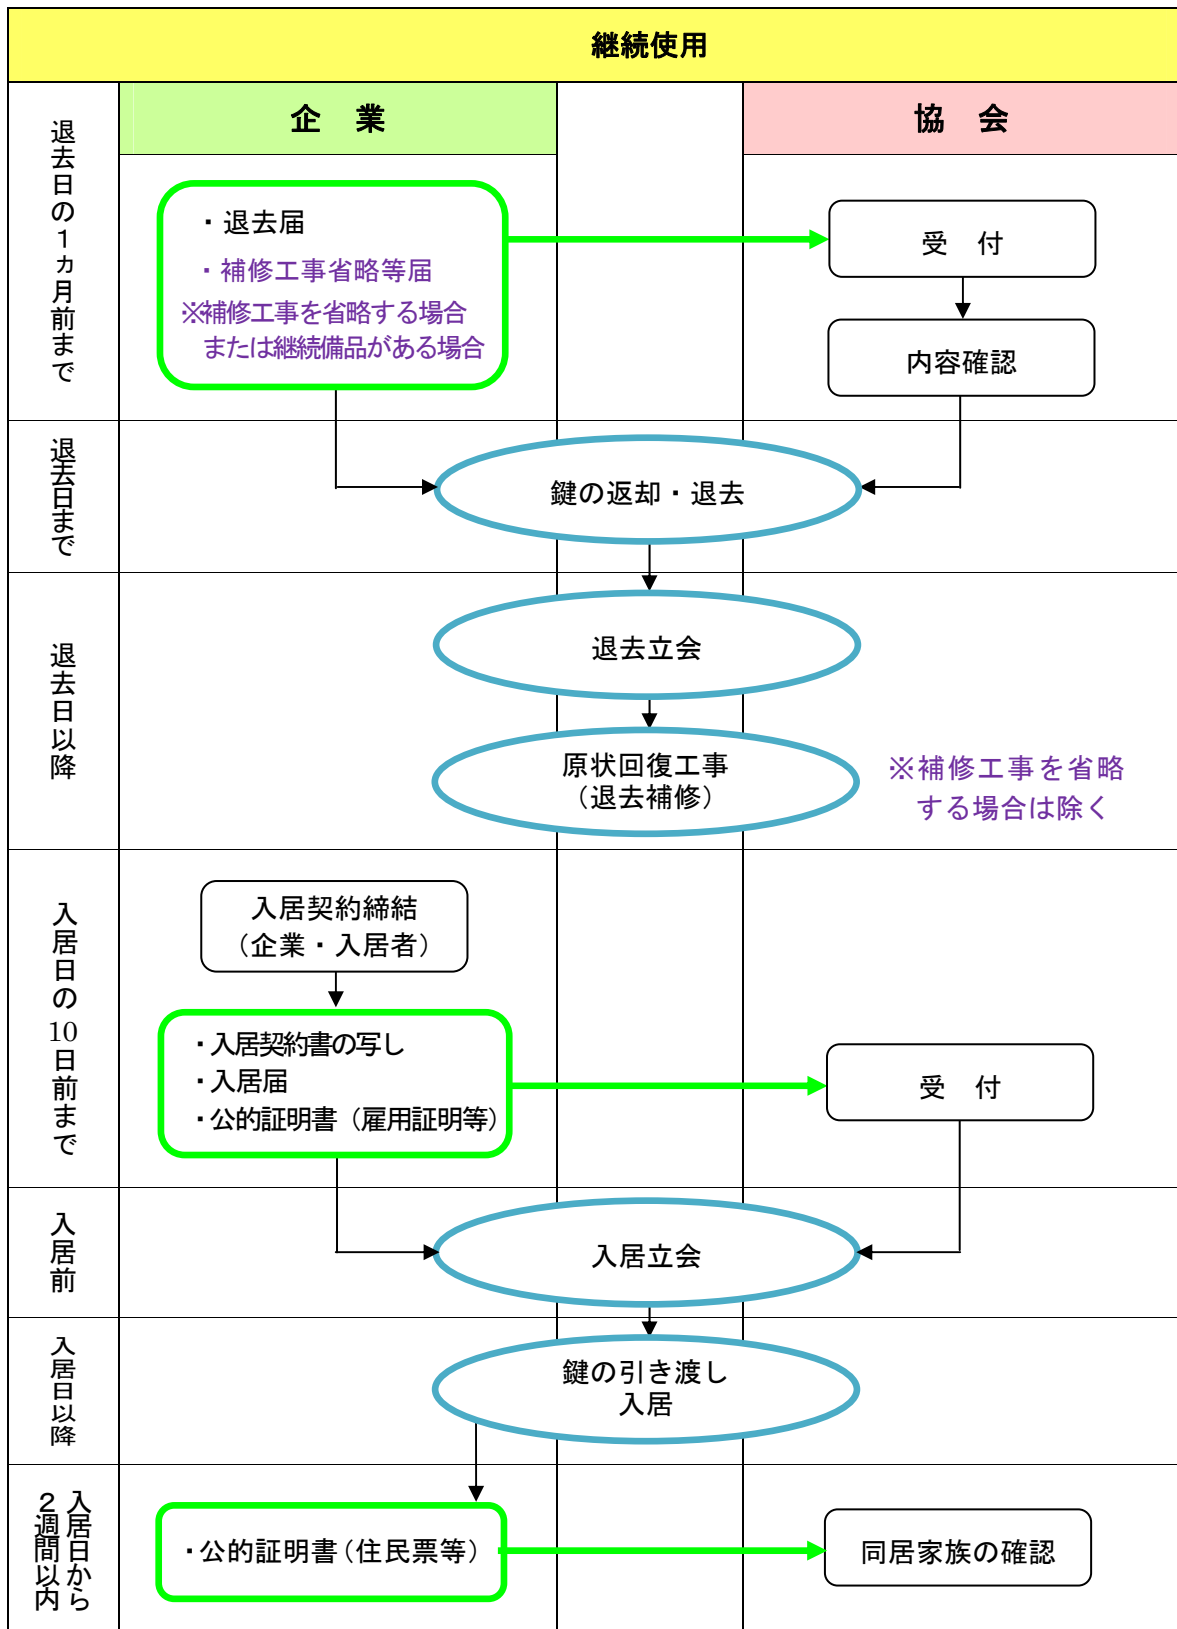 継続使用
企　業
協　会
退去日の1ヵ月前まで
・退去届
・補修工事省略等届
※補修工事を省略する場合
または継続備品がある場合
受　付
内容確認
退去日まで
鍵の返却・退去
退去日以降
退去立会
原状回復工事
（退去補修）
※補修工事を省略
する場合は除く
入居日の10日前まで
入居契約締結
（企業・入居者）
・入居契約書の写し
・入居届
・公的証明書（雇用証明等）
受　付
入居前
入居立会
入居日以降
鍵の引き渡し
入居
入居日から
２週間以内
・公的証明書（住民票等）
同居家族の確認